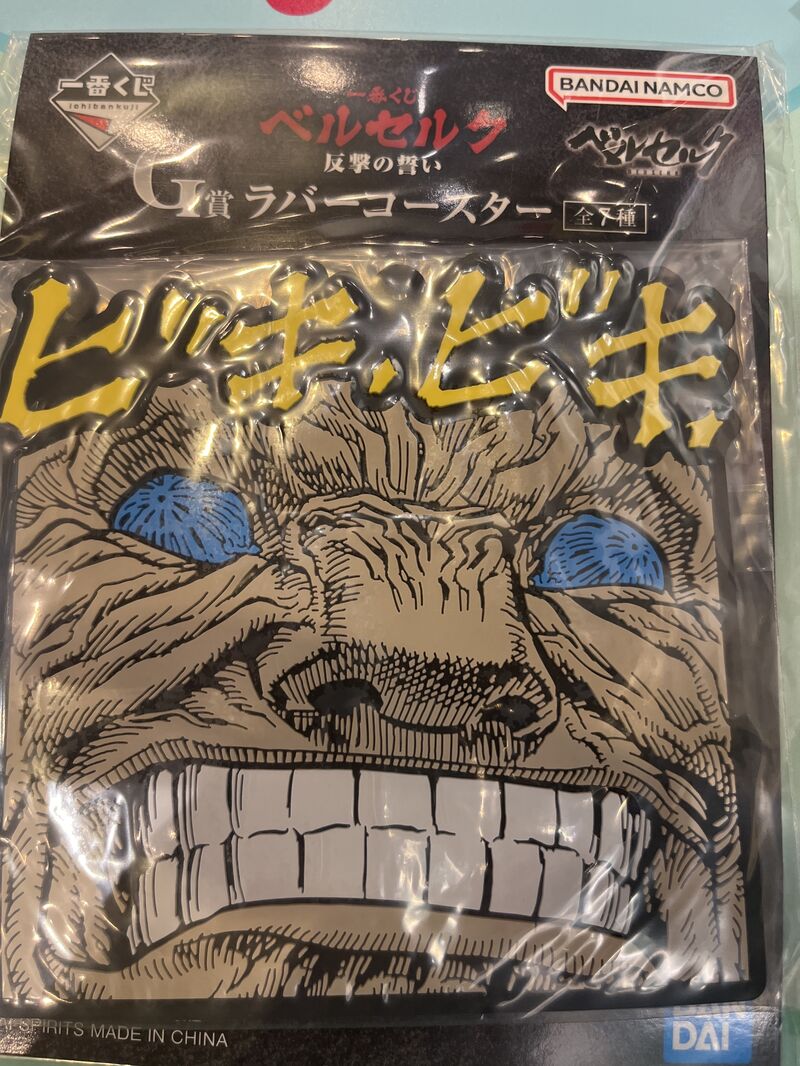 一番くじ
ichibankuji
一番くじ
ベルセルク
反撃の誓い
BANDAI NAMCO
ベルセルク
BERSERK
G賞 ラバーコースター 全7種
ビキ、ビキ、
SPIRITS MADE IN CHINA
BANDAI